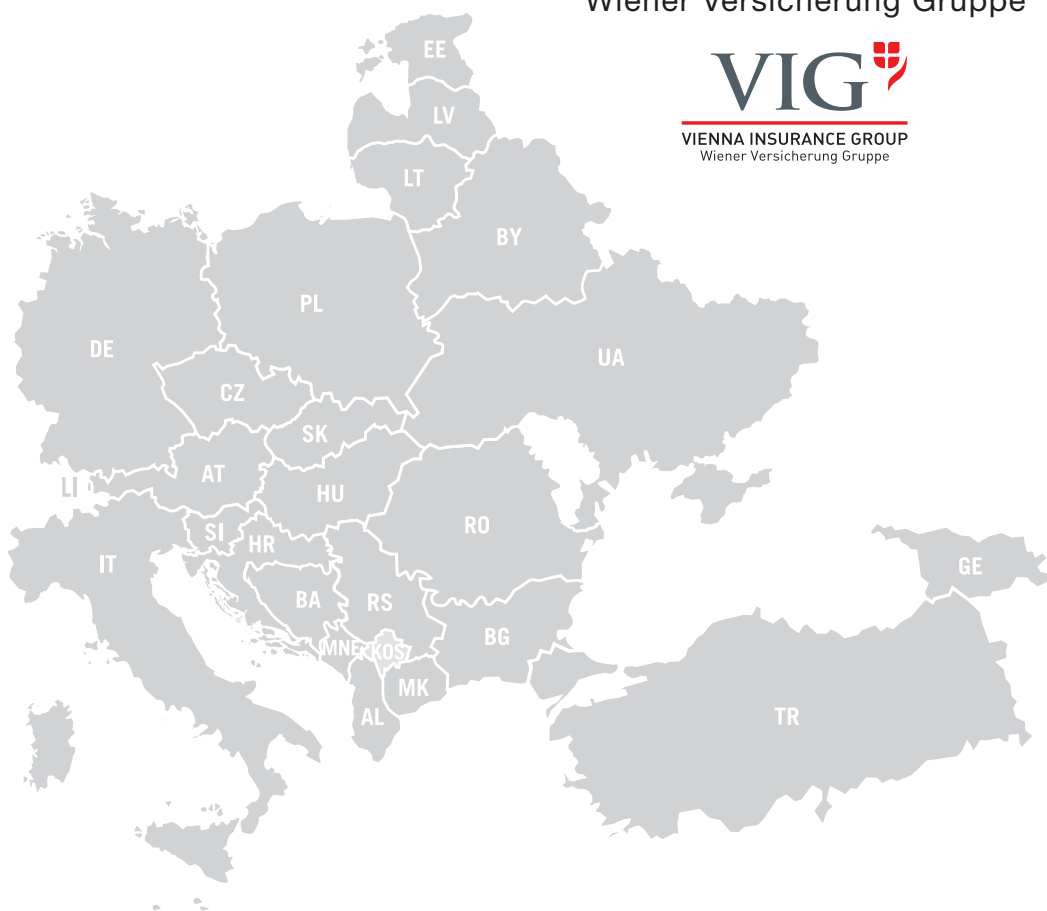 Wiener Versicherung Gruppe
VIG
VIENNA INSURANCE GROUP
Wiener Versicherung Gruppe
EE
LV
LT
BY
PL
DE
UA
CZ
SK
AT
LI
HU
RO
SI
HR
IT
GE
BA
RS
BG
MNE
KOS
MK
AL
TR